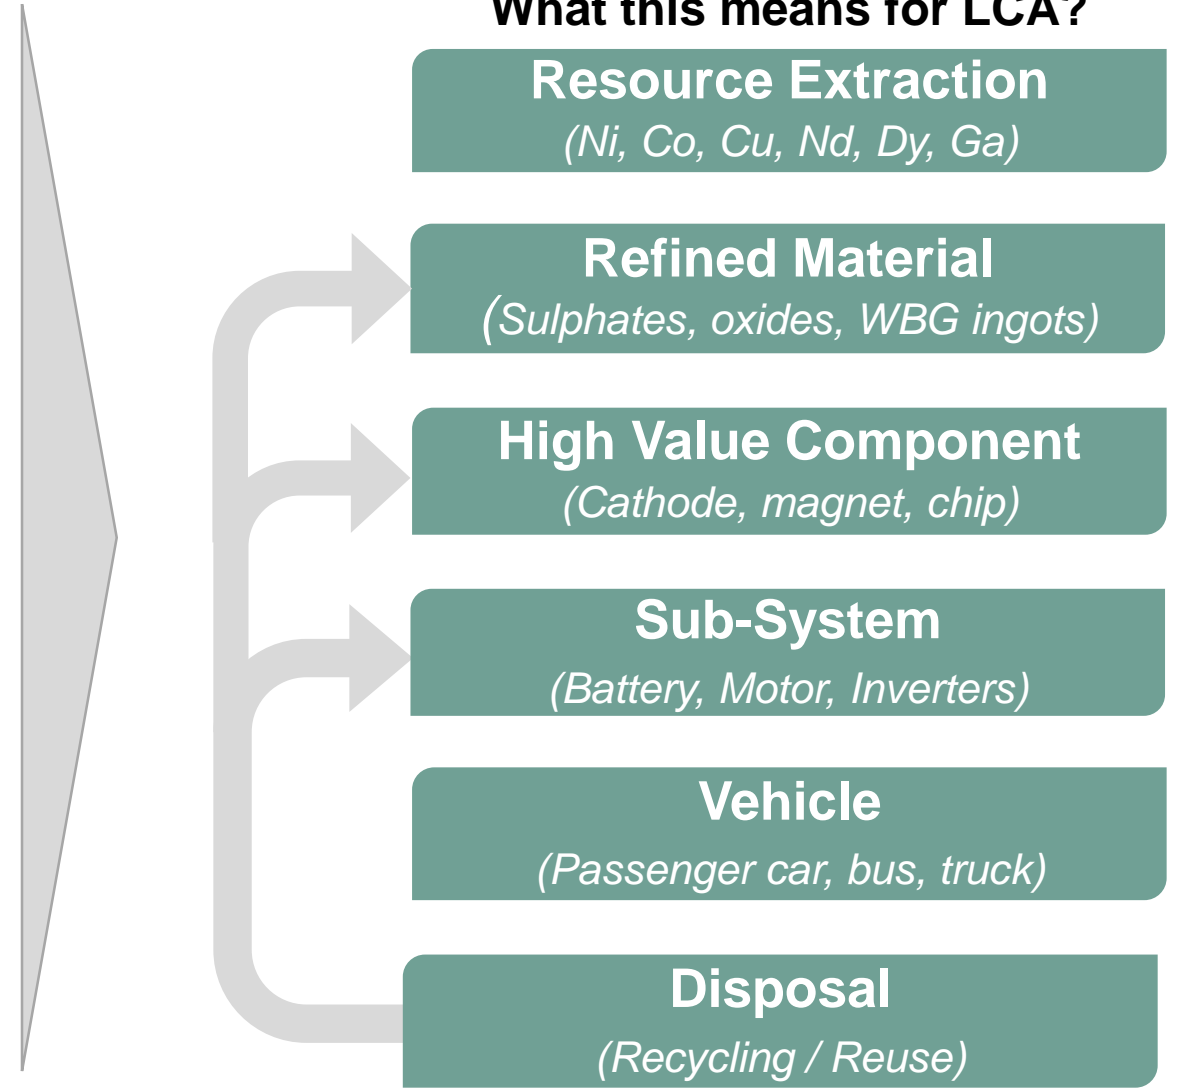 What this means for LCA?
Resource Extraction
(Ni, Co, Cu, Nd, Dy, Ga)
Refined Material
(Sulphates, oxides, WBG ingots)
High Value Component
(Cathode, magnet, chip)
Sub-System
(Battery, Motor, Inverters)
Vehicle
(Passenger car, bus, truck)
Disposal
(Recycling / Reuse)